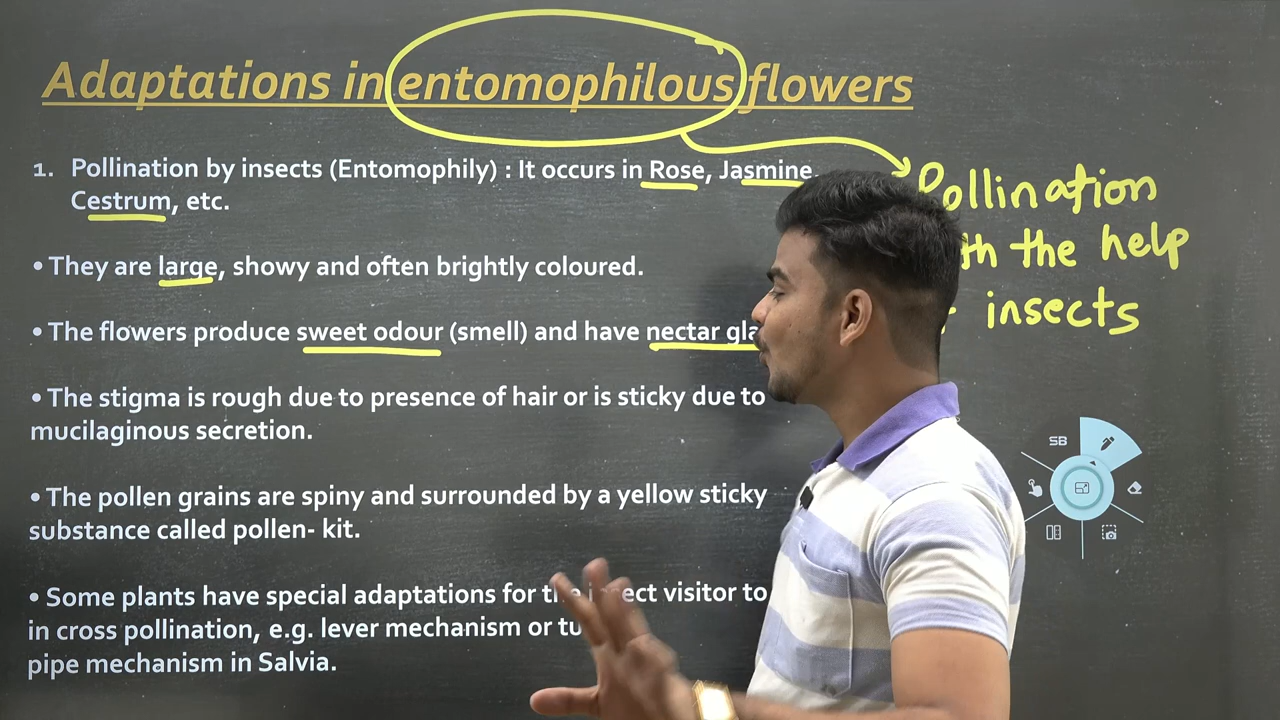 Adaptations in entomophilous flowers
1. Pollination by insects (Entomophily) : It occurs in Rose, Jasmine,
Cestrum, etc.
• They are large, showy and often brightly coloured.
• The flowers produce sweet odour (smell) and have nectar
• The stigma is rough due to presence of hair or is sticky due to
mucilaginous secretion.
• The pollen grains are spiny and surrounded by a yellow sticky
substance called pollen- kit.
• Some plants have special adaptations for the insect visitor to
in cross pollination, e.g. lever mechanism or
pipe mechanism in Salvia.
Pollination
the help
insects
SB